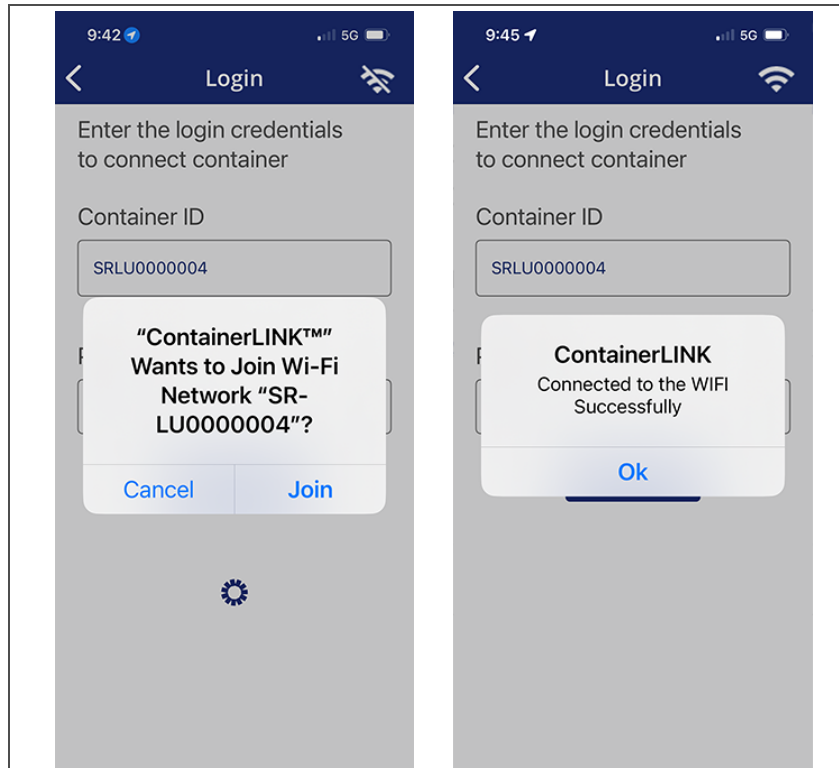 9:42
5G
Login
Enter the login credentials
to connect container
Container ID
SRLU0000004
"ContainerLINK™"
Wants to Join Wi-Fi
Network "SR-
LU0000004"?
Cancel
Join
9:45
5G
Login
Enter the login credentials
to connect container
Container ID
SRLU0000004
ContainerLINK
Connected to the WIFI
Successfully
Ok